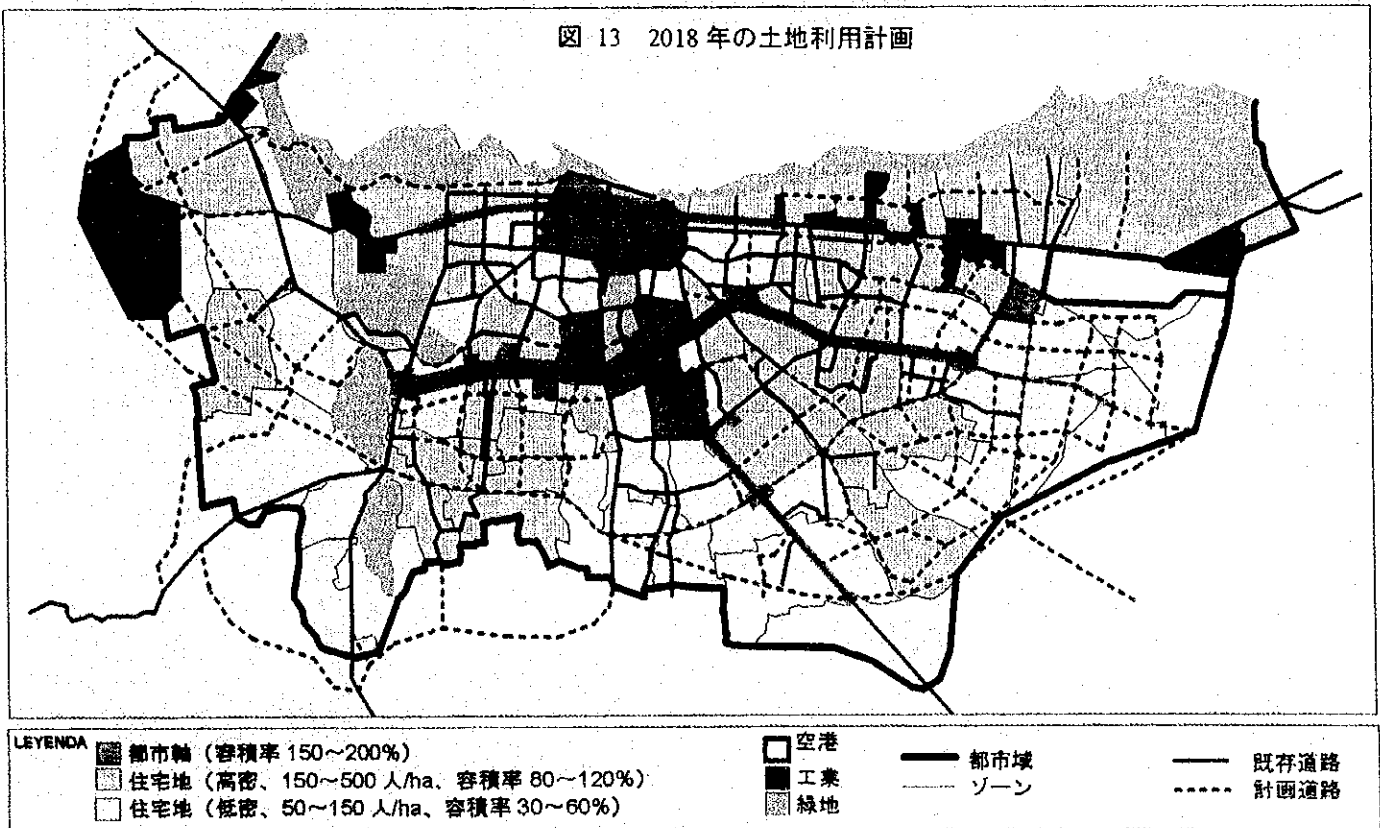 図 13 2018 年の土地利用計画
LEYENDA
都市軸（容積率 150～200%）
住宅地（高密、150～500 人/ha、容積率 80～120%）
住宅地（低密、50～150 人/ha、容積率 30～60%）
空港
工業
緑地
都市域
ゾーン
既存道路
計画道路